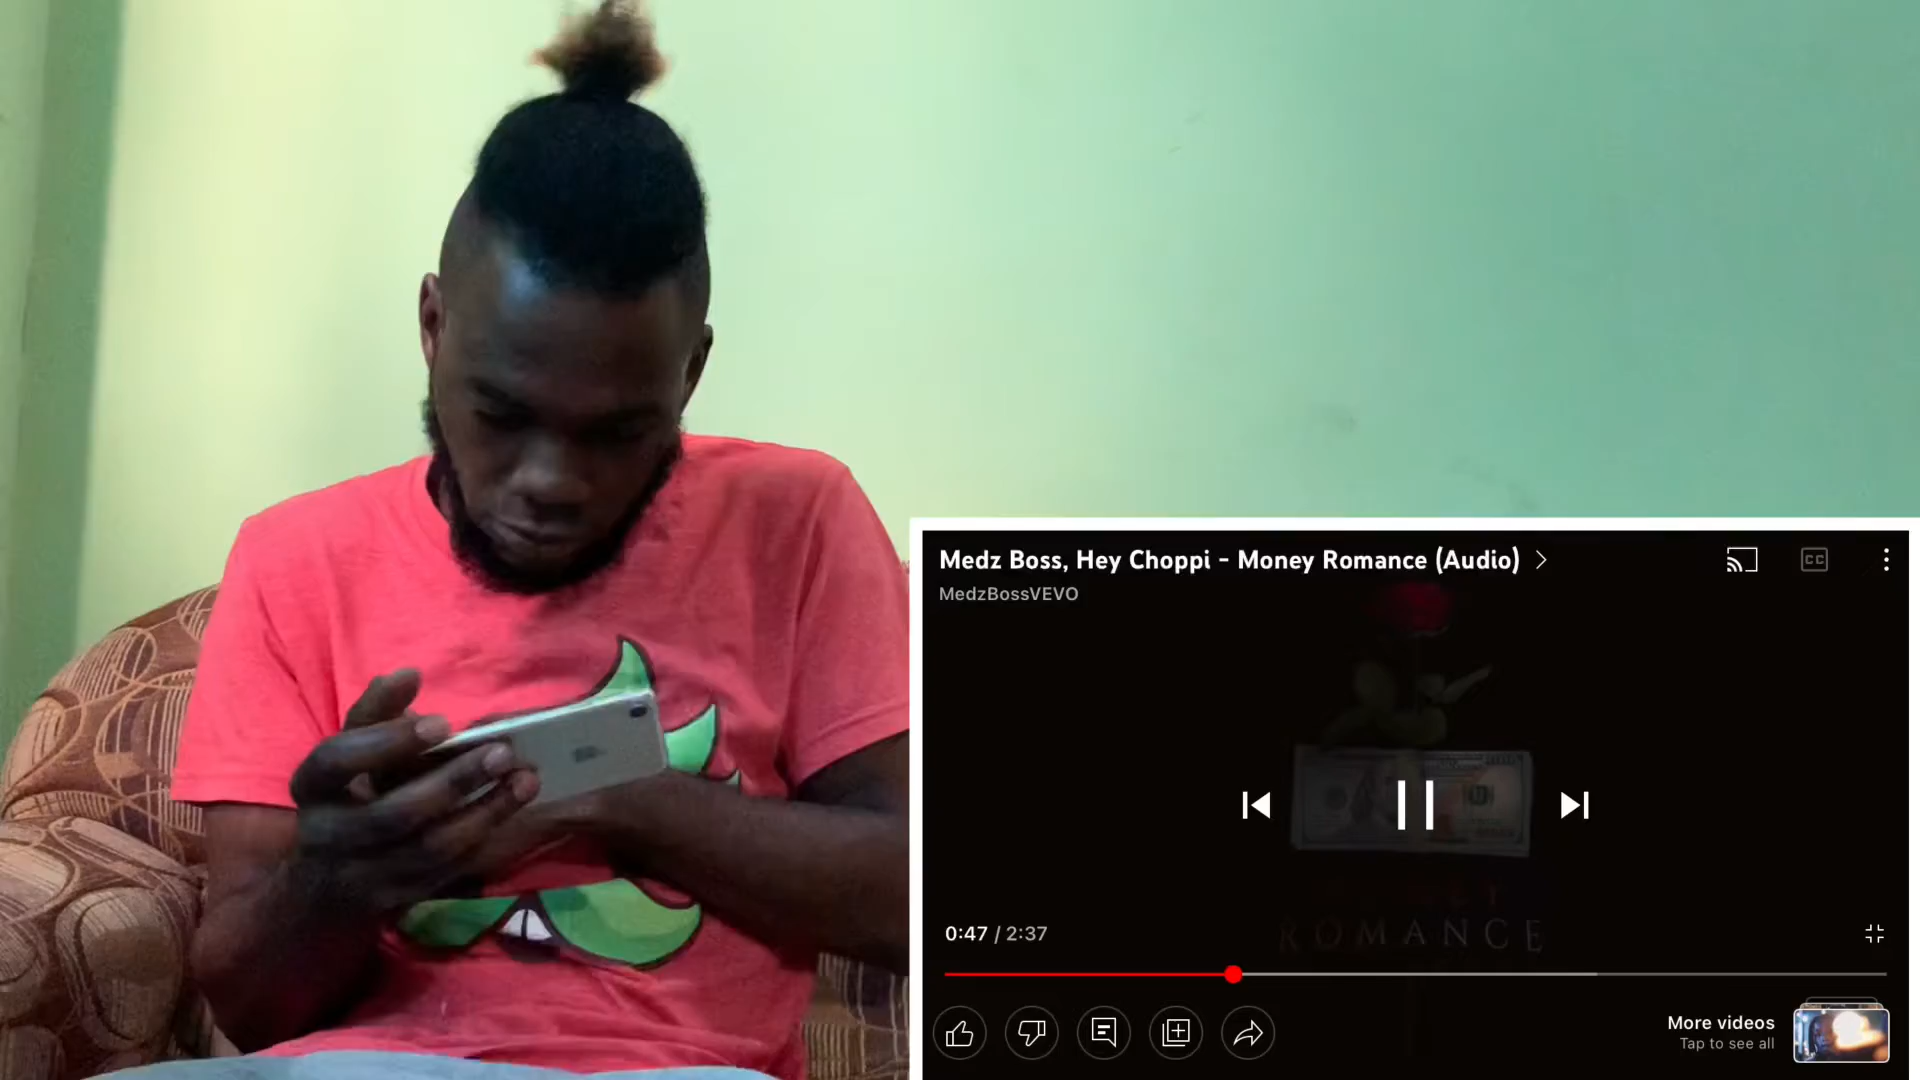 Medz Boss, Hey Choppi - Money Romance (Audio)
CC
MedzBossVEVO
ROMANCE
0:47 / 2:37
More videos
Tap to see all